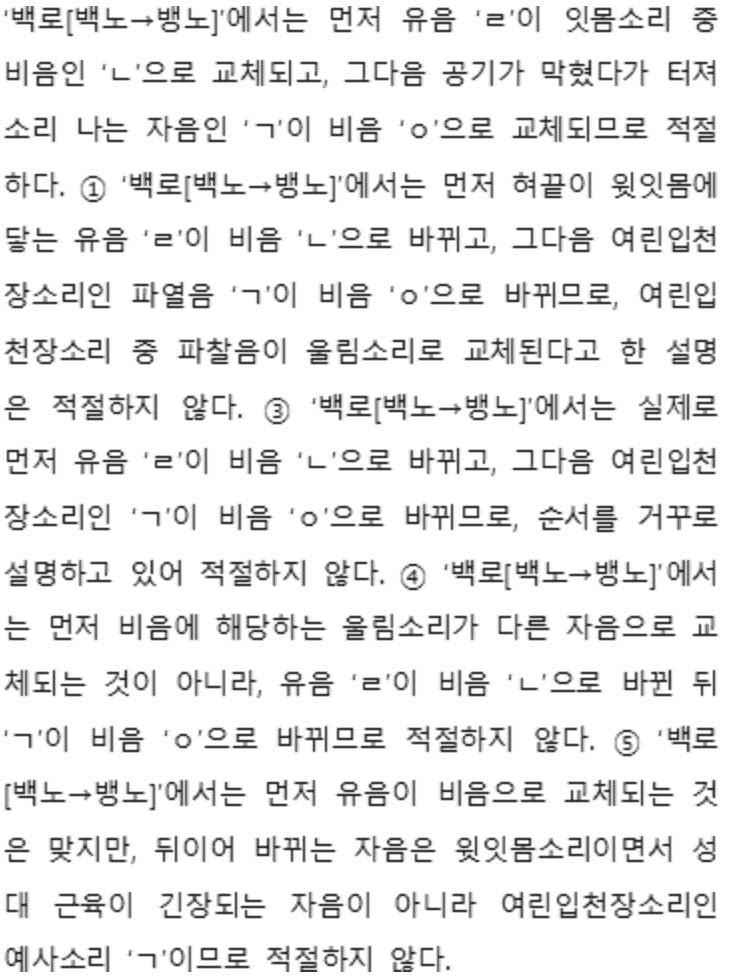 ‘백로[백노→뱅노]’에서는 먼저 유음 ‘ㄹ’이 잇몸소리 중
비음인 ‘ㄴ’으로 교체되고, 그다음 공기가 막혔다가 터져
소리 나는 자음인 ‘ㄱ’이 비음 ‘ㅇ’으로 교체되므로 적절
하다. ① ‘백로[백노→뱅노]’에서는 먼저 혀끝이 윗잇몸에
닿는 유음 ‘ㄹ’이 비음 ‘ㄴ’으로 바뀌고, 그다음 여린입천
장소리인 파열음 ‘ㄱ’이 비음 ‘ㅇ’으로 바뀌므로, 여린입
천장소리 중 파찰음이 울림소리로 교체된다고 한 설명
은 적절하지 않다. ③ ‘백로[백노→뱅노]’에서는 실제로
먼저 유음 ‘ㄹ’이 비음 ‘ㄴ’으로 바뀌고, 그다음 여린입천
장소리인 ‘ㄱ’이 비음 ‘ㅇ’으로 바뀌므로, 순서를 거꾸로
설명하고 있어 적절하지 않다. ④ ‘백로[백노→뱅노]’에서
는 먼저 비음에 해당하는 울림소리가 다른 자음으로 교
체되는 것이 아니라, 유음 ‘ㄹ’이 비음 ‘ㄴ’으로 바뀐 뒤
‘ㄱ’이 비음 ‘ㅇ’으로 바뀌므로 적절하지 않다. ⑤ ‘백로
[백노→뱅노]’에서는 먼저 유음이 비음으로 교체되는 것
은 맞지만, 뒤이어 바뀌는 자음은 윗잇몸소리이면서 성
대 근육이 긴장되는 자음이 아니라 여린입천장소리인
예사소리 ‘ㄱ’이므로 적절하지 않다.